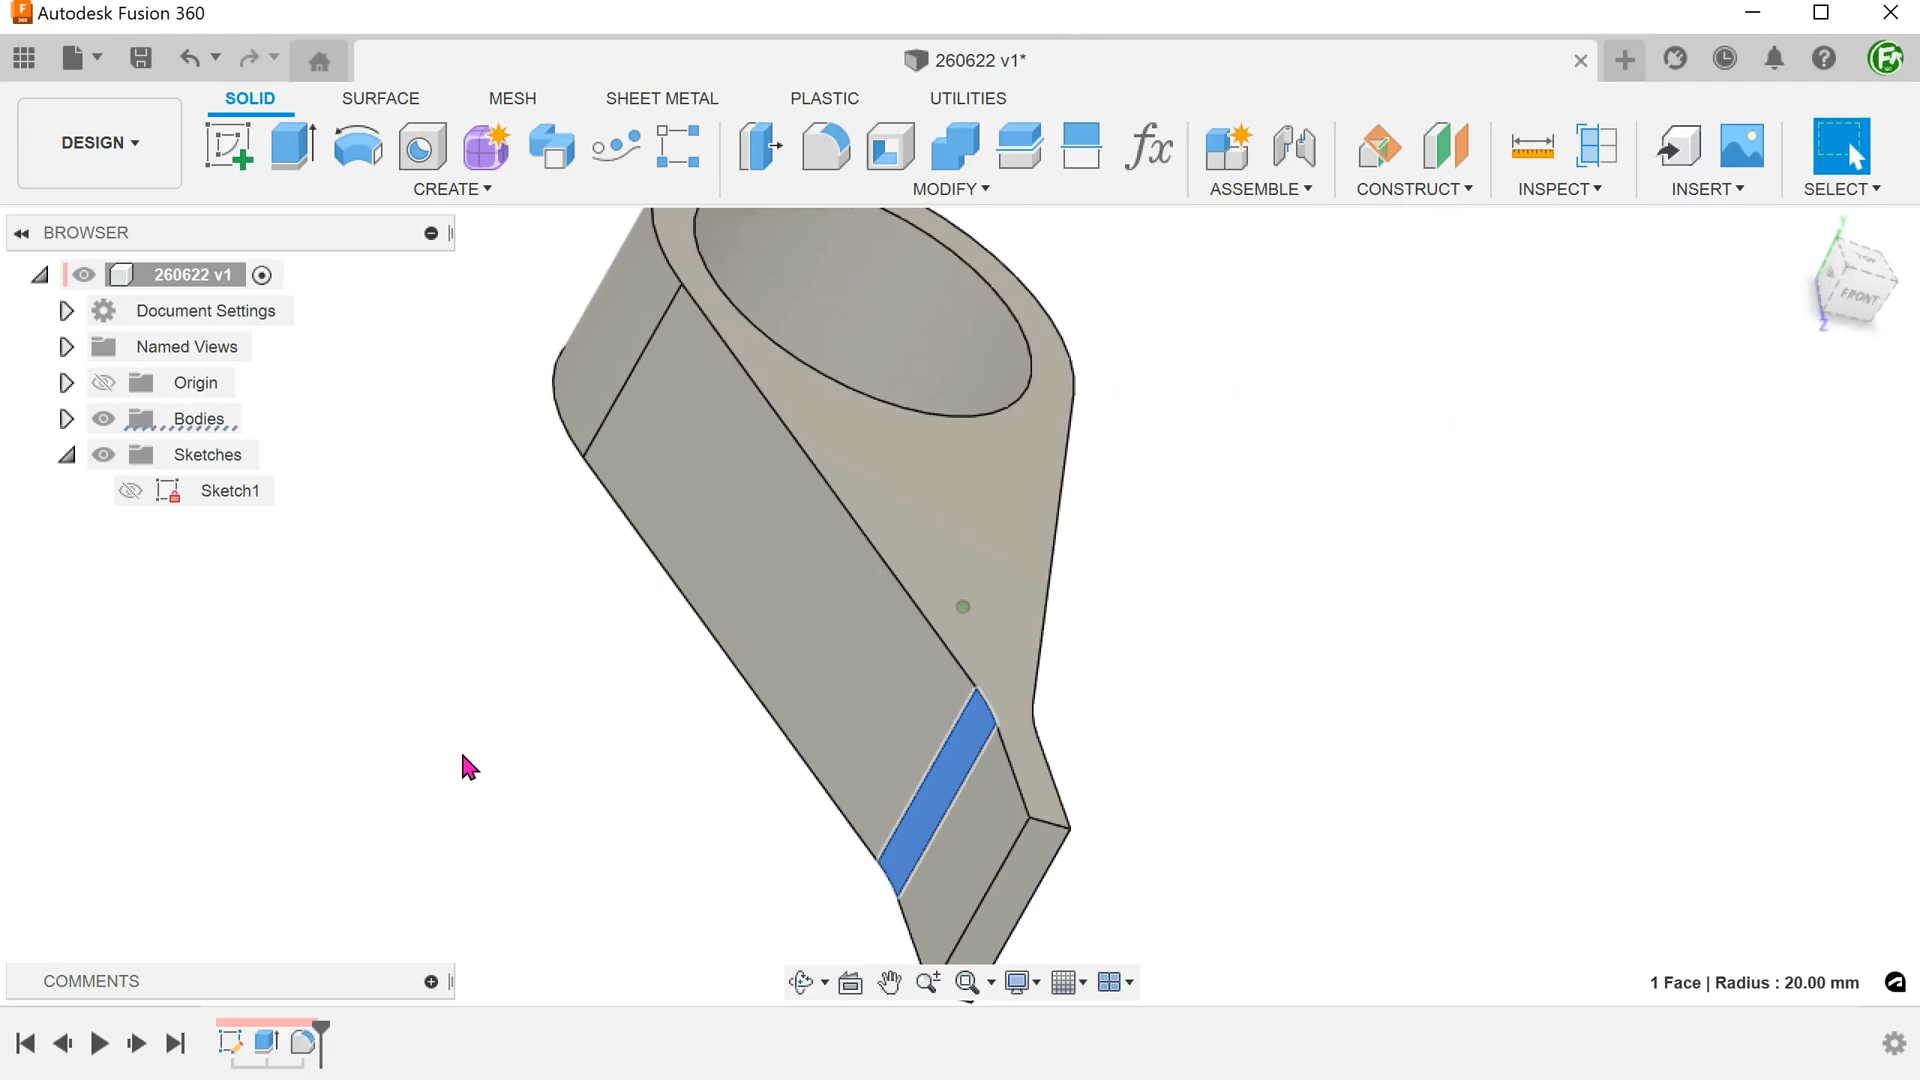 Autodesk Fusion 360
260622 v1*
SOLID
SURFACE
MESH
SHEET METAL
PLASTIC
UTILITIES
DESIGN
fx
CREATE
MODIFY
ASSEMBLE
CONSTRUCT
INSPECT
INSERT
SELECT
BROWSER
260622 v1
Document Settings
Named Views
Origin
Bodies
Sketches
Sketch1
FRONT
Z
COMMENTS
1 Face | Radius : 20.00 mm